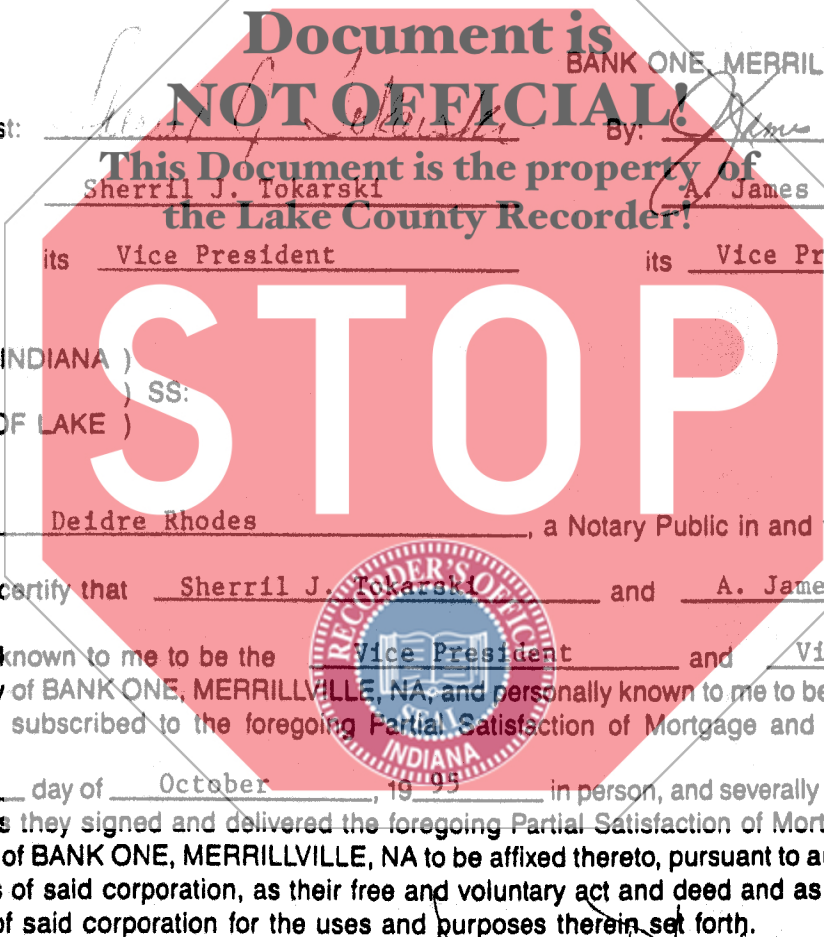 Document is
BANK ONE, MERRIL
NOT OFFICIAL!
st: By: James
This Document is the property of
Sherril J. Tokarski A. James
the Lake County Recorder!
its Vice President its Vice Pr
STOP
INDIANA )
) SS:
OF LAKE )
Deidre Rhodes, a Notary Public in and
certify that Sherril J. Tokarski and A. Jame
known to me to be the Vice President and Vi
y of BANK ONE, MERRILLVILLE, NA, and personally known to me to be
subscribed to the foregoing Partial Satisfaction of Mortgage and
RECORDER'S OFFICE
SEAL
INDIANA
day of October, 19 95 in person, and severally
s they signed and delivered the foregoing Partial Satisfaction of Mort
of BANK ONE, MERRILLVILLE, NA to be affixed thereto, pursuant to au
s of said corporation, as their free and voluntary act and deed and as
of said corporation for the uses and purposes therein set forth.